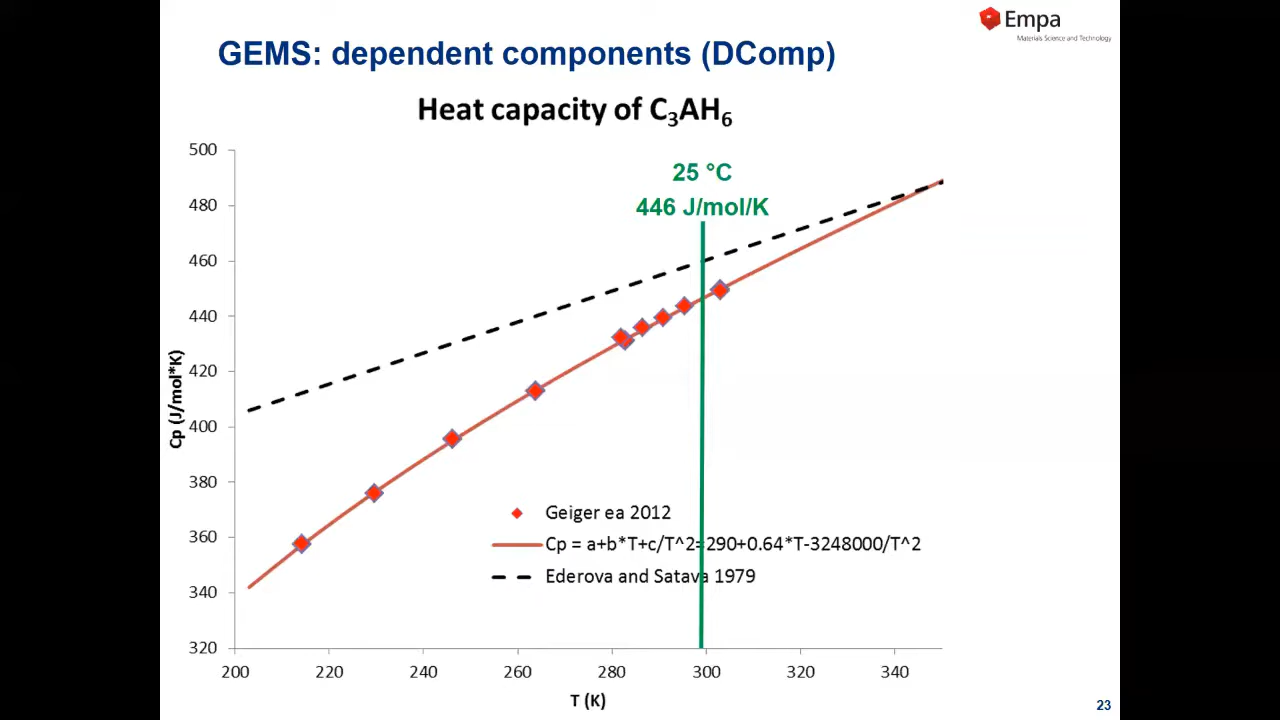 Empa
Materials Science and Technology
GEMS: dependent components (DComp)
Heat capacity of C₃AH₆
25 °C
446 J/mol/K
500
480
460
440
420
400
380
360
340
320
Cp (J/mol*K)
Geiger ea 2012
Cp = a+b*T+c/T^2=290+0.64*T-3248000/T^2
Ederova and Satava 1979
200 220 240 260 280 300 320 340
T (K)
23